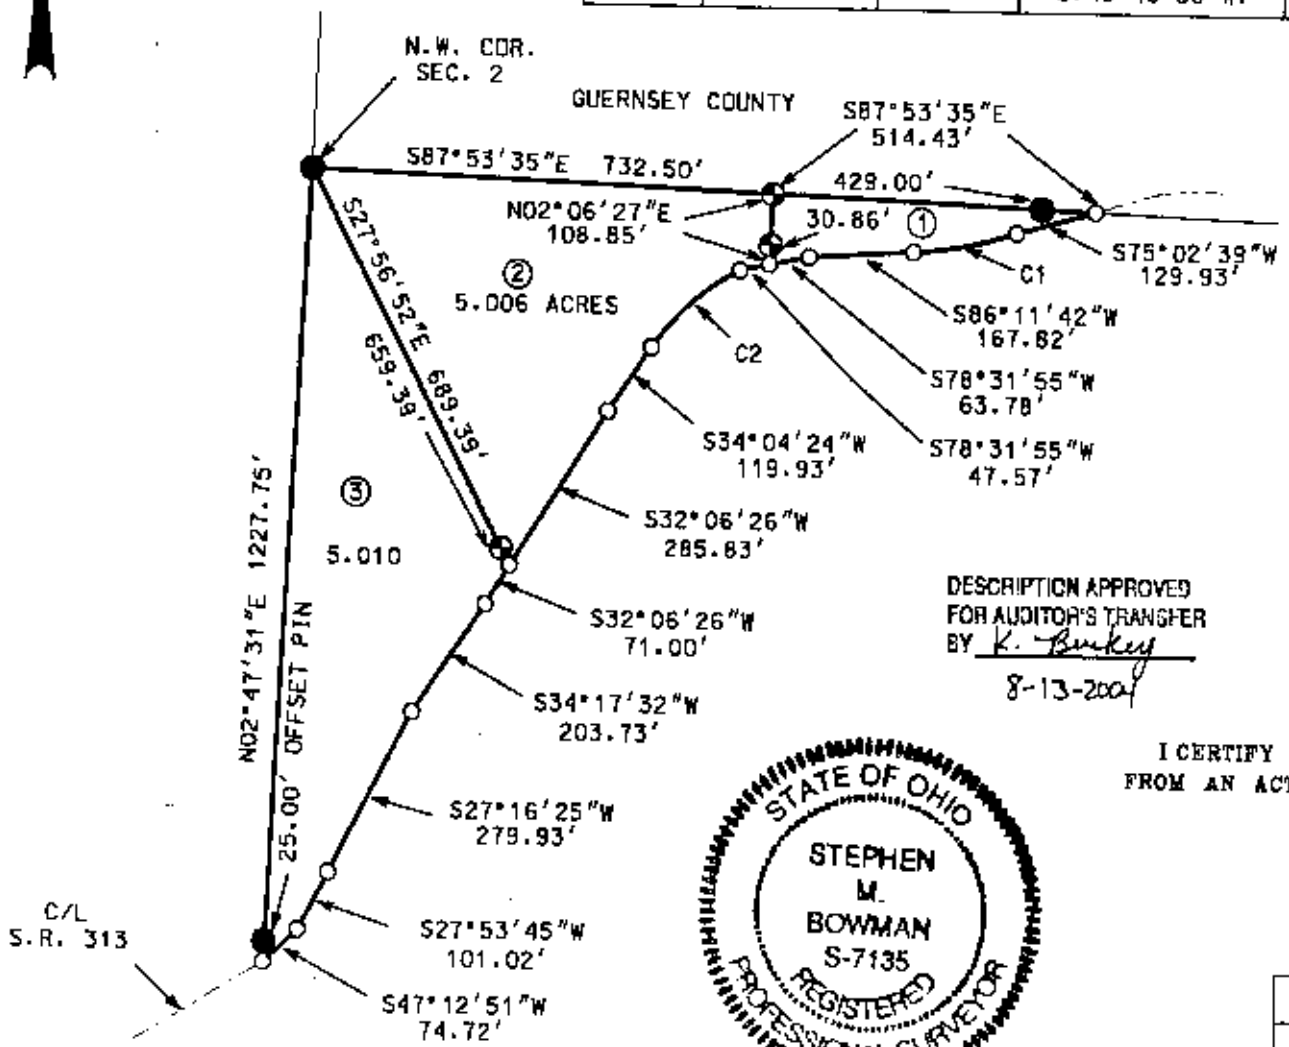 N.W. COR.
SEC. 2
GUERNSEY COUNTY
S87°53'35"E
514.43'
S87°53'35"E 732.50'
429.00'
N02°06'27"E
108.85'
30.86'
①
S75°02'39"W
129.93'
C1
②
5.006 ACRES
S27°56'52"E 689.39'
659.39'
S86°11'42"W
167.82'
C2
S78°31'55"W
63.78'
S78°31'55"W
47.57'
S34°04'24"W
119.93'
③
5.010
S32°06'26"W
285.83'
N02°47'31"E 1227.75'
25.00' OFFSET PIN
S32°06'26"W
71.00'
DESCRIPTION APPROVED
FOR AUDITOR'S TRANSFER
BY K. Burkey
8-13-2001
S34°17'32"W
203.73'
I CERTIFY
FROM AN ACT
S27°16'25"W
279.93'
STATE OF OHIO
STEPHEN
M.
BOWMAN
S-7135
REGISTERED
PROFESSIONAL SURVEYOR
C/L
S.R. 313
S27°53'45"W
101.02'
S47°12'51"W
74.72'